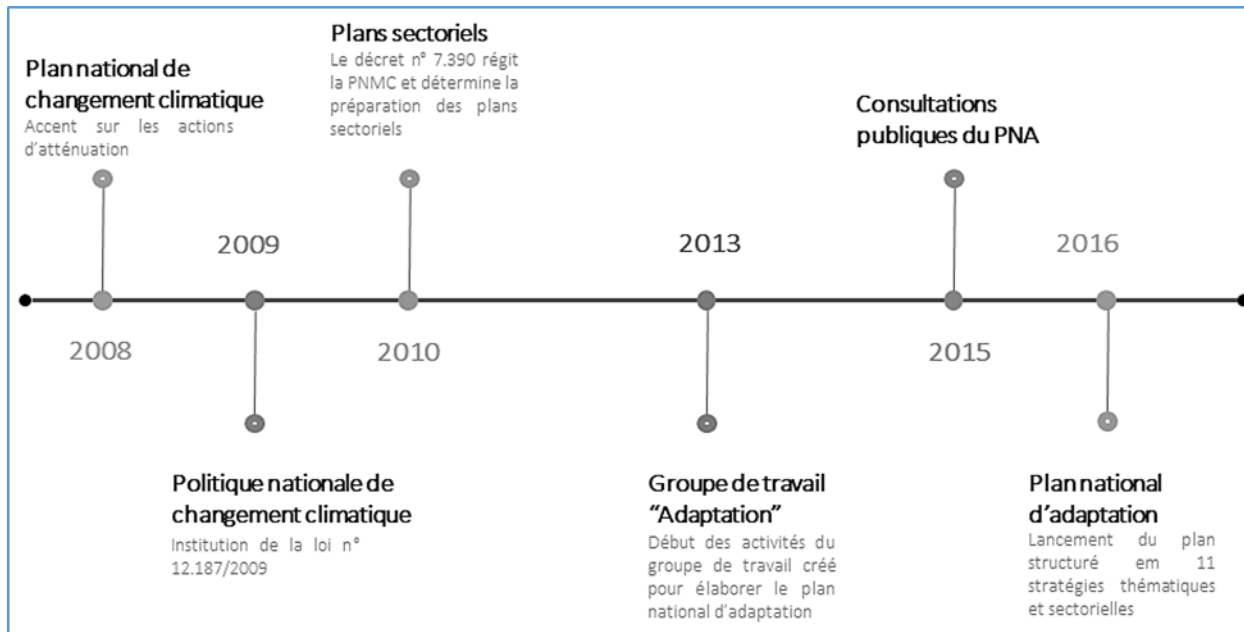 Plan national de
changement climatique
Accent sur les actions
d'atténuation
2008
2009
Politique nationale de
changement climatique
Institution de la loi n°
12.187/2009
Plans sectoriels
Le décret n° 7.390 régit
la PNMC et détermine la
préparation des plans
sectoriels
2010
2013
Groupe de travail
“Adaptation”
Début des activités du
groupe de travail créé
pour élaborer le plan
national d'adaptation
Consultations
publiques du PNA
2015
2016
Plan national
d'adaptation
Lancement du plan
structuré em 11
stratégies thématiques
et sectorielles